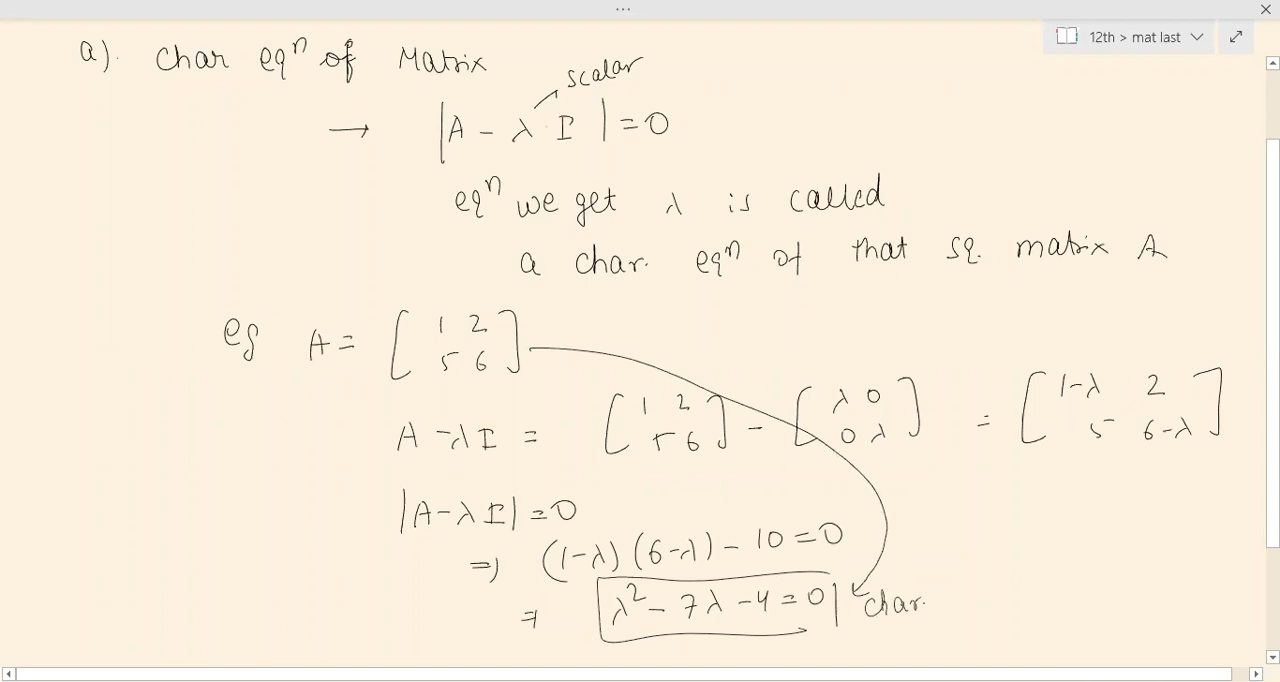 12th > mat last
a). Char eqⁿ of Matrix
scalar
→ |A - λ I| = 0
eqⁿ we get λ is called
a char. eqⁿ of that sq. matrix A
eg A = [1 2 5 6]
A - λI = [1 2 5 6] - [λ 0 0 λ] = [1-λ 2 5 6-λ]
|A - λ I| = 0
⇒ (1-λ) (6-λ) - 10 = 0
⇒ λ² - 7λ - 4 = 0 char.